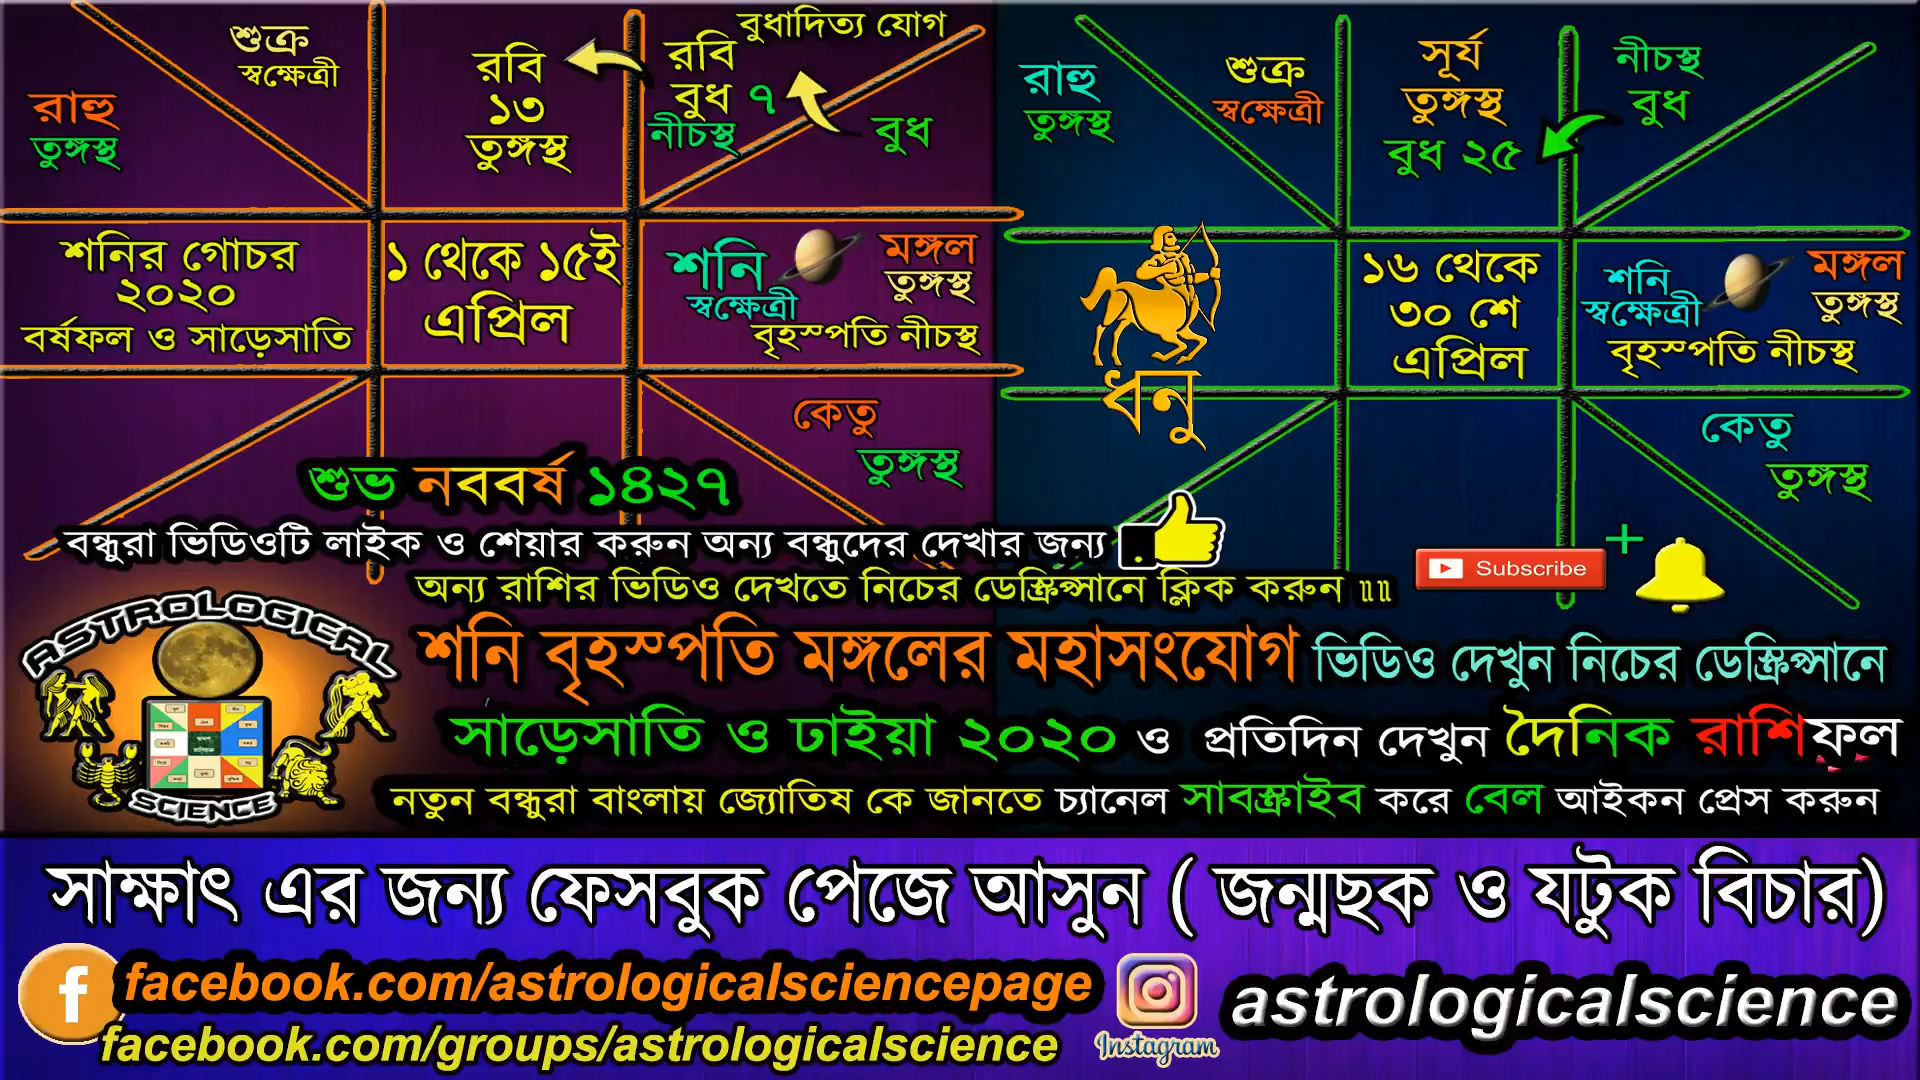 শুক্র
স্বক্ষেত্রী
রাহু
তুঙ্গস্থ
রবি
১৩
তুঙ্গস্থ
বুধাদিত্য যোগ
রবি
বুধ ৭
নীচস্থ
বুধ
শনির গোচর
২০২০
বর্ষফল ও সাড়েসাতি
১ থেকে ১৫ই
এপ্রিল
শনি
স্বক্ষেত্রী
মঙ্গল
তুঙ্গস্থ
বৃহস্পতি নীচস্থ
কেতু
তুঙ্গস্থ
রাহু
তুঙ্গস্থ
শুক্র
স্বক্ষেত্রী
সূর্য
তুঙ্গস্থ
বুধ ২৫
নীচস্থ
বুধ
ধনু
১৬ থেকে
৩০ শে
এপ্রিল
শনি
স্বক্ষেত্রী
মঙ্গল
তুঙ্গস্থ
বৃহস্পতি নীচস্থ
কেতু
তুঙ্গস্থ
শুভ নববর্ষ ১৪২৭
বন্ধুরা ভিডিওটি লাইক ও শেয়ার করুন অন্য বন্ধুদের দেখার জন্য
অন্য রাশির ভিডিও দেখতে নিচের ডেস্ক্রিপ্সানে ক্লিক করুন
Subscribe
+
ASTROLOGICAL
SCIENCE
শনি বৃহস্পতি মঙ্গলের মহাসংযোগ ভিডিও দেখুন নিচের ডেস্ক্রিপ্সানে
সাড়েসাতি ও ঢাইয়া ২০২০ ও প্রতিদিন দেখুন দৈনিক রাশিফল
নতুন বন্ধুরা বাংলায় জ্যোতিষ কে জানতে চ্যানেল সাবস্ক্রাইব করে বেল আইকন প্রেস করুন
সাক্ষাৎ এর জন্য ফেসবুক পেজে আসুন ( জন্মছক ও যটুক বিচার)
f facebook.com/astrologicalsciencepage
facebook.com/groups/astrologicalscience
Instagram
astrologicalscience